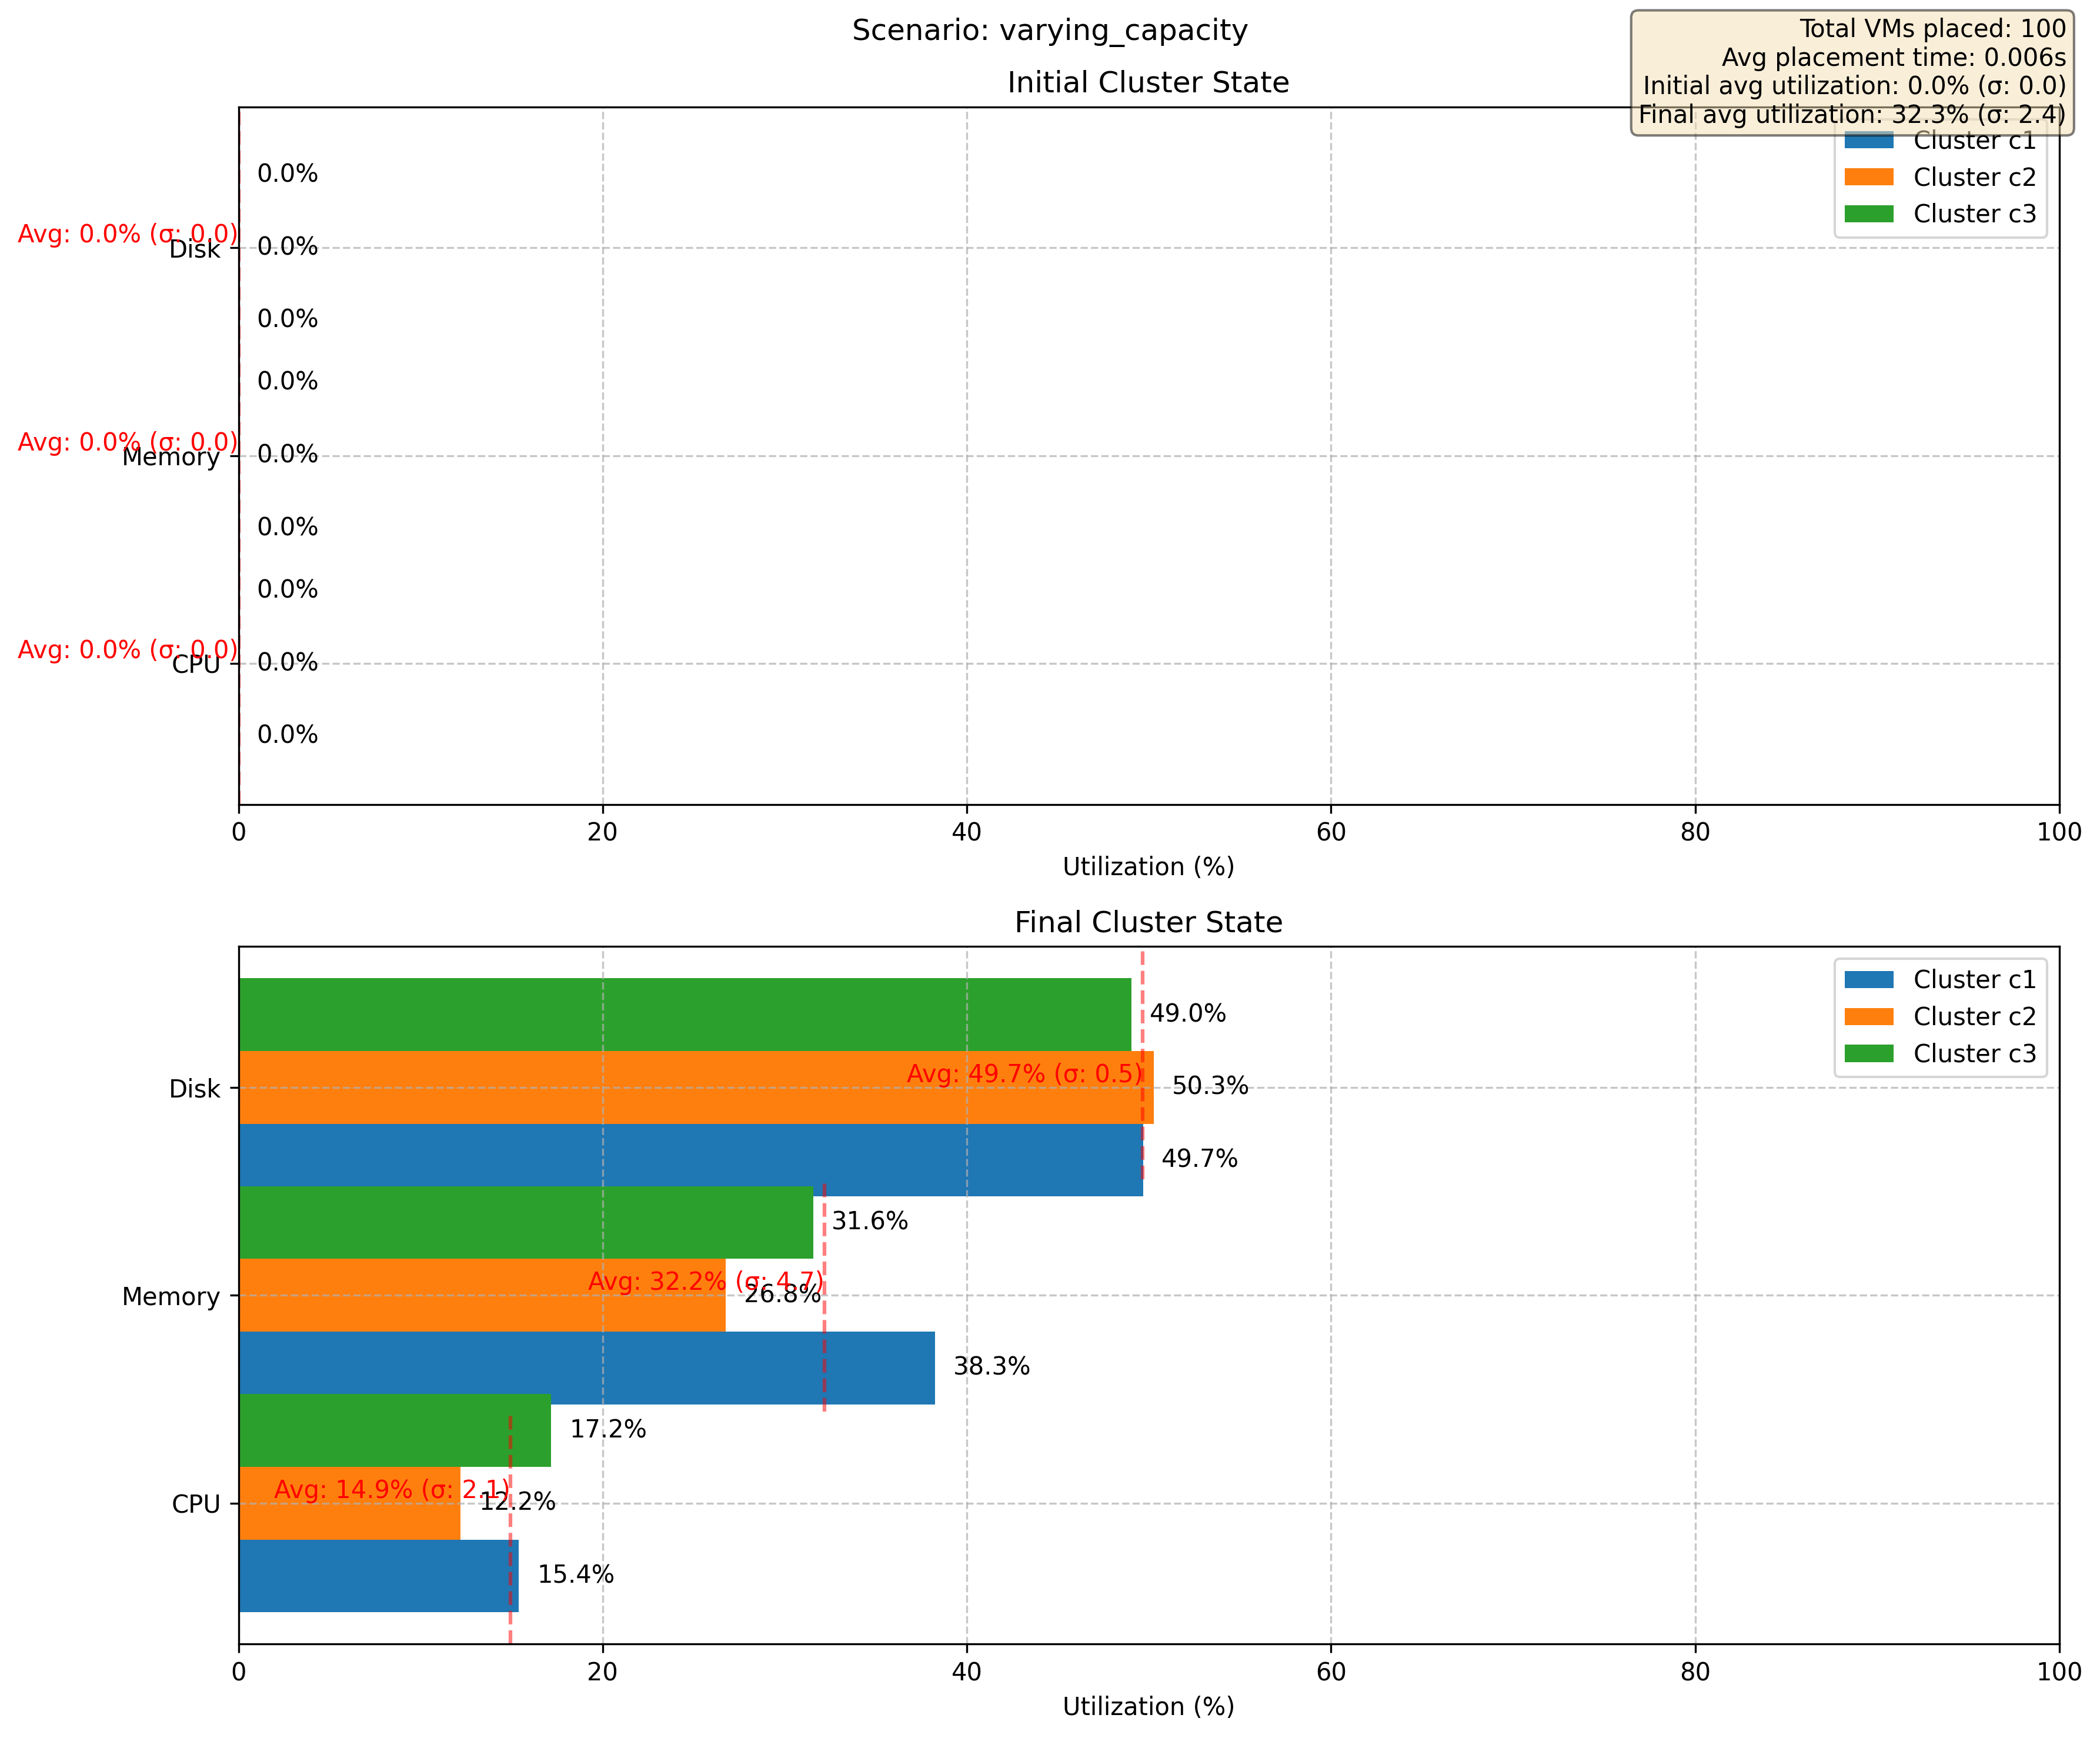 Scenario: varying_capacity
Total VMs placed: 100
Avg placement time: 0.006s
Initial avg utilization: 0.0% (σ: 0.0)
Final avg utilization: 32.3% (σ: 2.4)
Initial Cluster State
Cluster c1
Cluster c2
Cluster c3
0.0%
Avg: 0.0% (σ: 0.0)
Disk
0.0%
0.0%
0.0%
Avg: 0.0% (σ: 0.0)
Memory
0.0%
0.0%
0.0%
Avg: 0.0% (σ: 0.0)
CPU
0.0%
0.0%
0 20 40 60 80 100
Utilization (%)
Final Cluster State
Cluster c1
Cluster c2
Cluster c3
49.0%
Avg: 49.7% (σ: 0.5)
Disk
50.3%
49.7%
31.6%
Avg: 32.2% (σ: 4.7)
Memory
26.8%
38.3%
17.2%
Avg: 14.9% (σ: 2.1)
CPU
12.2%
15.4%
0 20 40 60 80 100
Utilization (%)